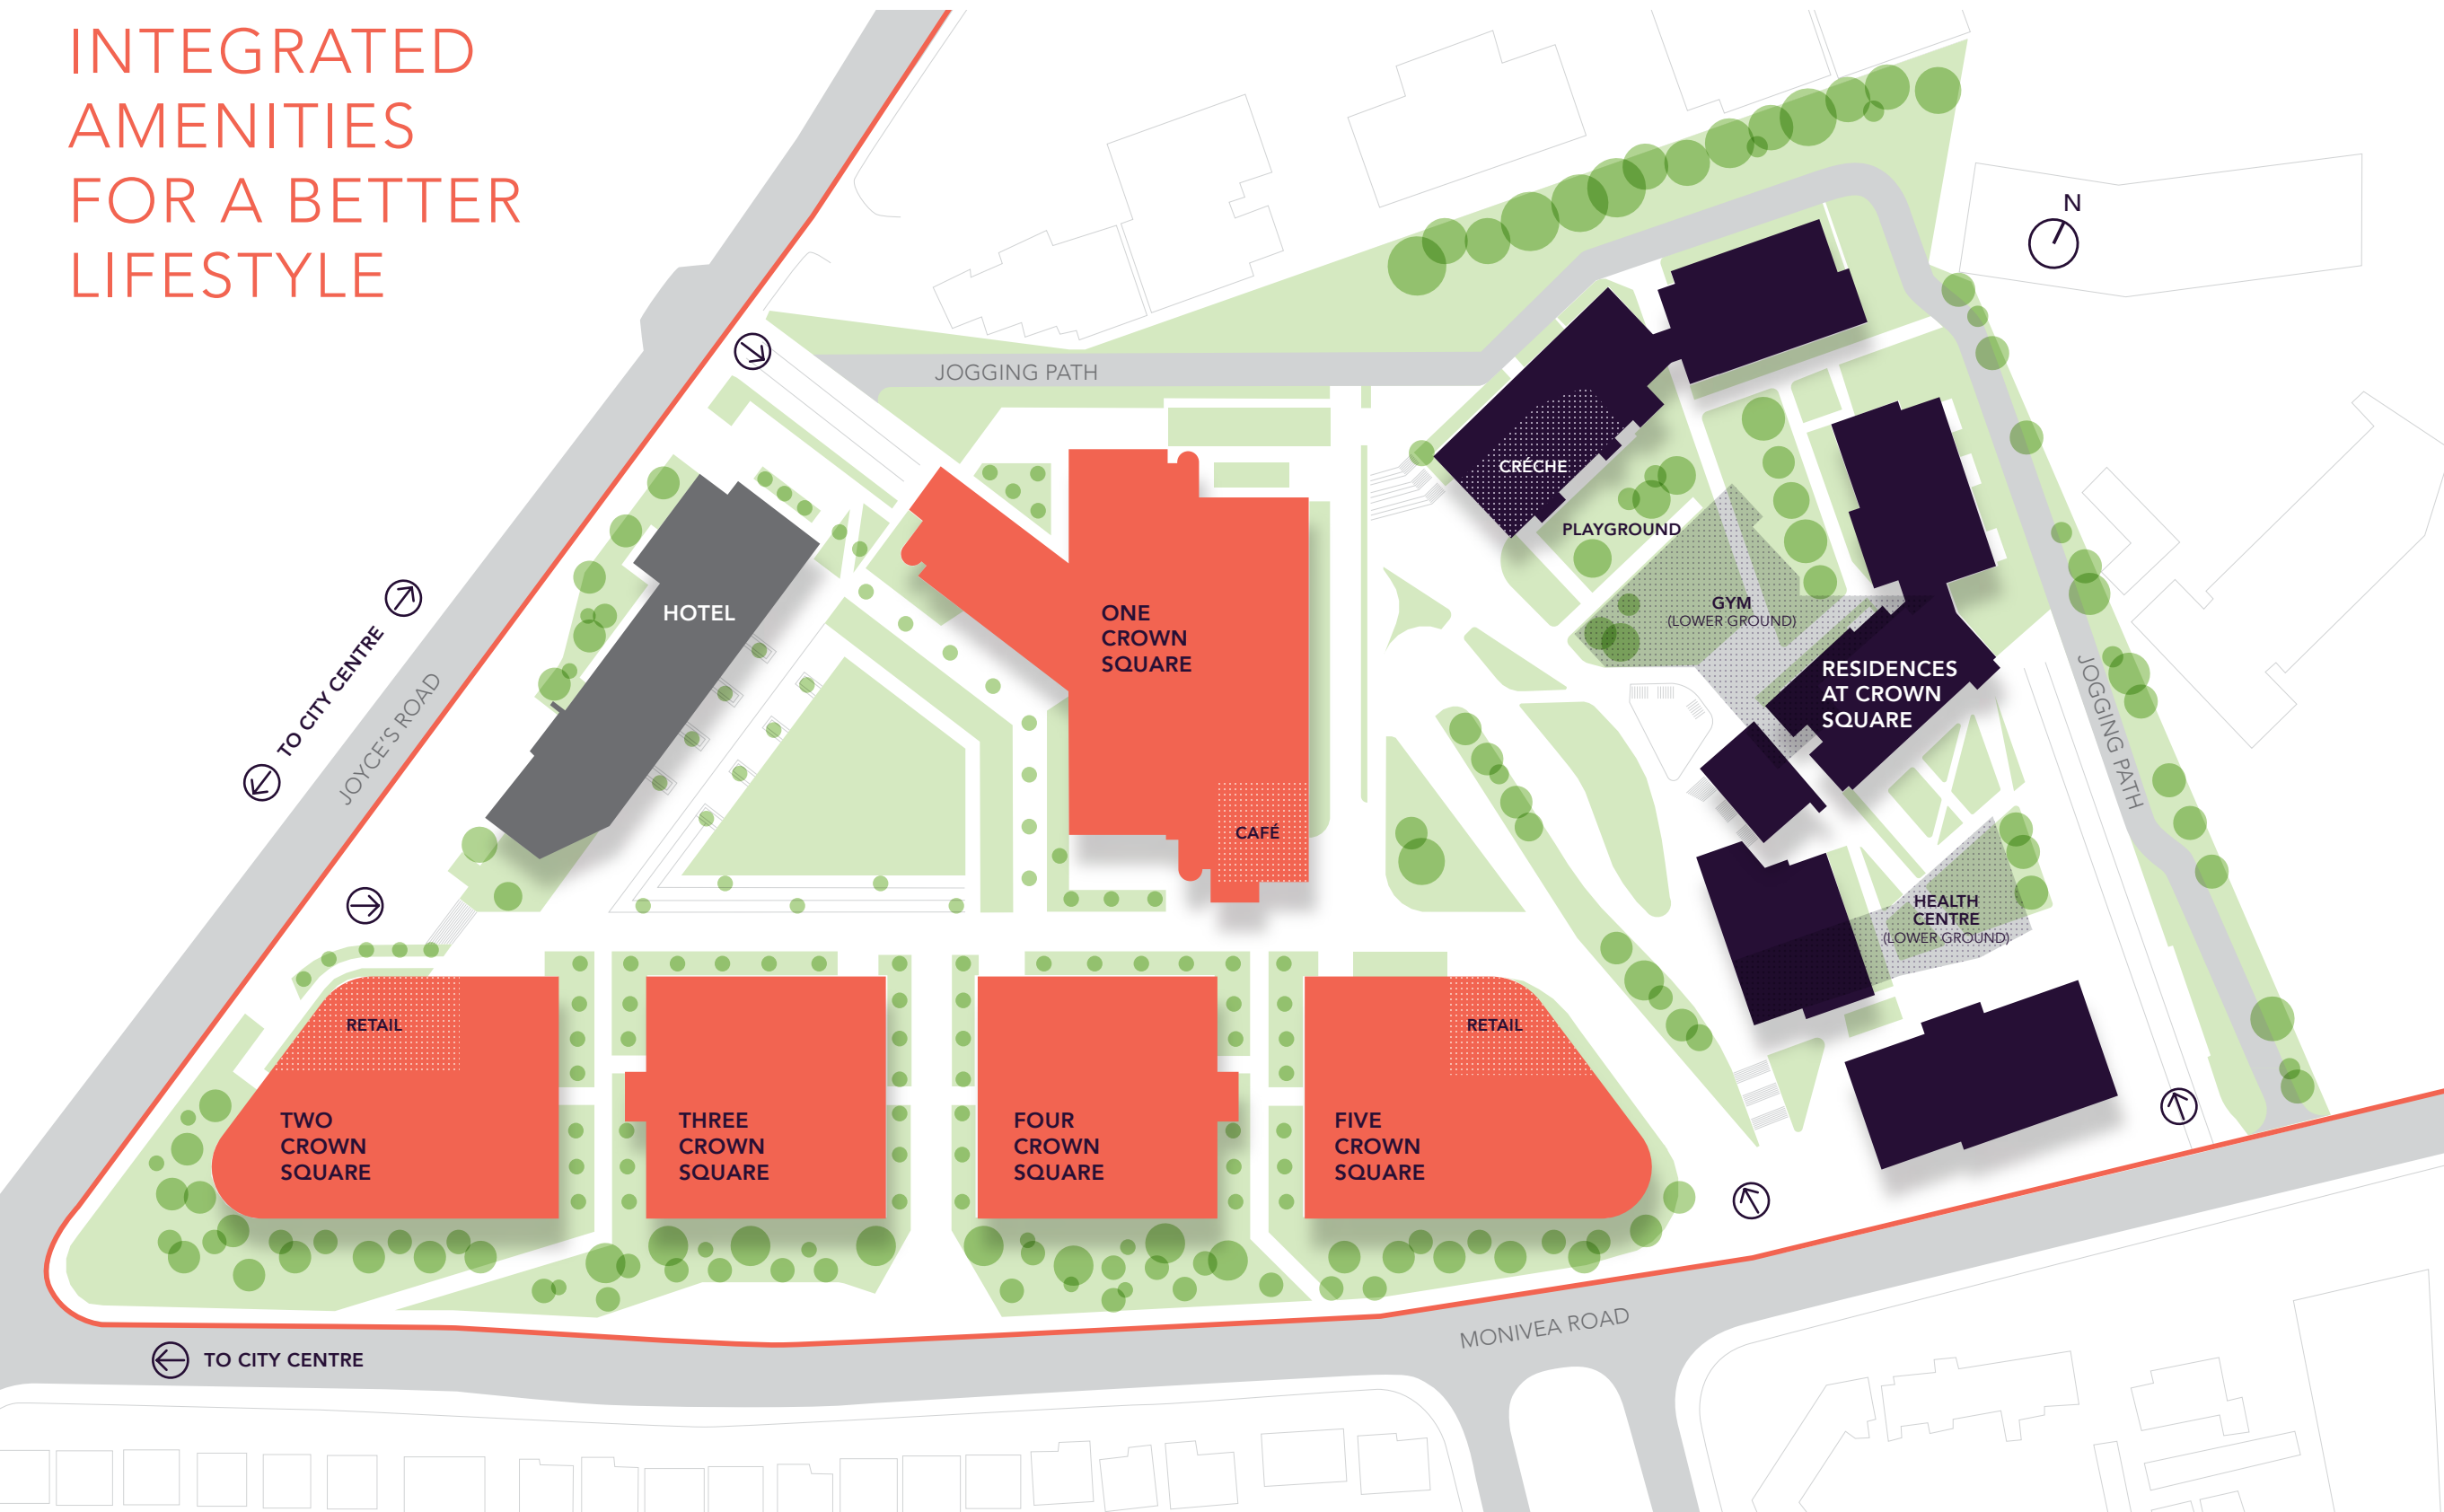 INTEGRATED
AMENITIES
FOR A BETTER
LIFESTYLE
N
JOGGING PATH
CRÉCHE
PLAYGROUND
HOTEL
ONE
CROWN
SQUARE
GYM
(LOWER GROUND)
TO CITY CENTRE
JOYCE'S ROAD
RESIDENCES
AT CROWN
SQUARE
JOGGING PATH
CAFÉ
HEALTH
CENTRE
(LOWER GROUND)
RETAIL
RETAIL
TWO
CROWN
SQUARE
THREE
CROWN
SQUARE
FOUR
CROWN
SQUARE
FIVE
CROWN
SQUARE
MONIVEA ROAD
TO CITY CENTRE